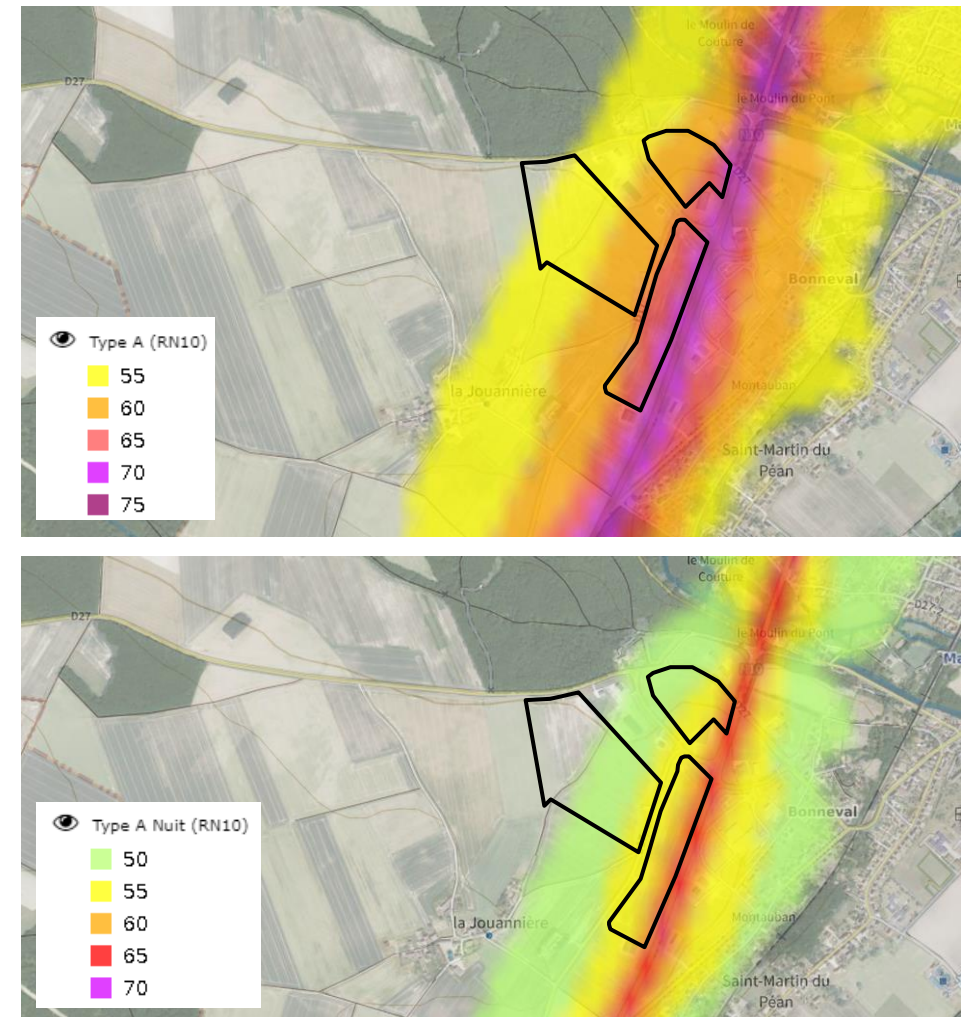 le Moulin de
Couture
D27
le Moulin du Pont
Bonneval
la Jouannière
Montauban
Saint-Martin du
Péan
Type A (RN10)
55
60
65
70
75
le Moulin de
Couture
D27-7
D27
le Moulin du Pont
Ma
Bonneval
la Jouannière
Montauban
Saint-Martin du
Péan
Type A Nuit (RN10)
50
55
60
65
70